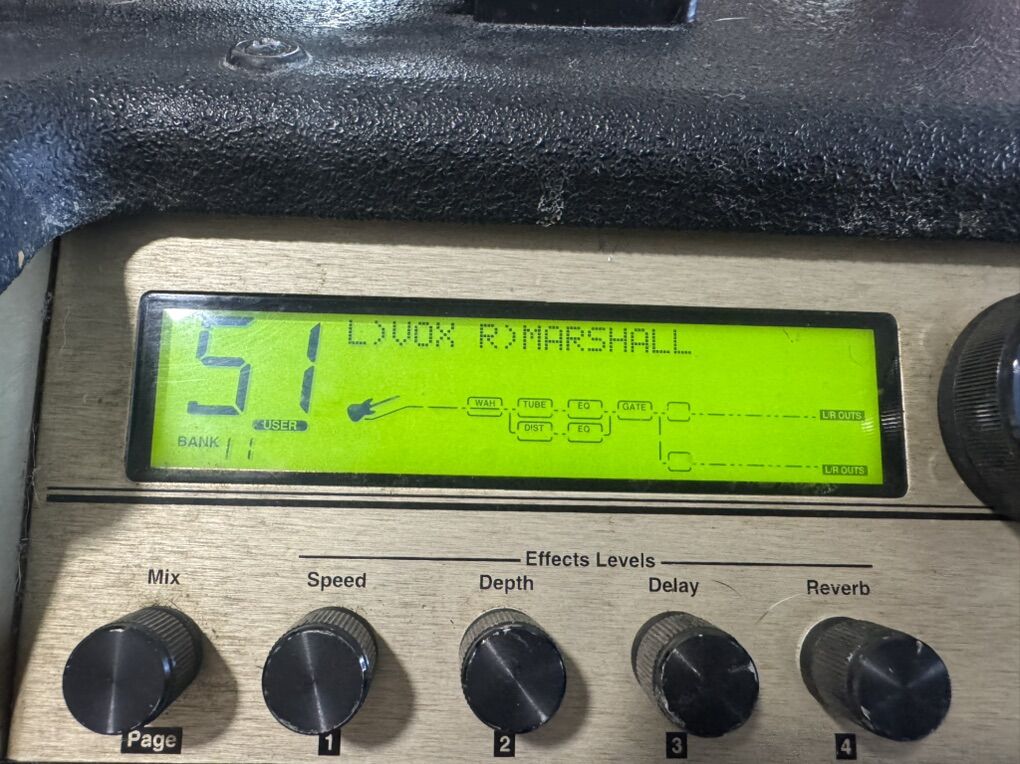 51 L)VOX R)MARSHALL
WAH TUBE EQ GATE L/R OUTS
USER DIST EQ
BANK 11 L/R OUTS
Effects Levels
Mix Speed Depth Delay Reverb
Page 1 2 3 4